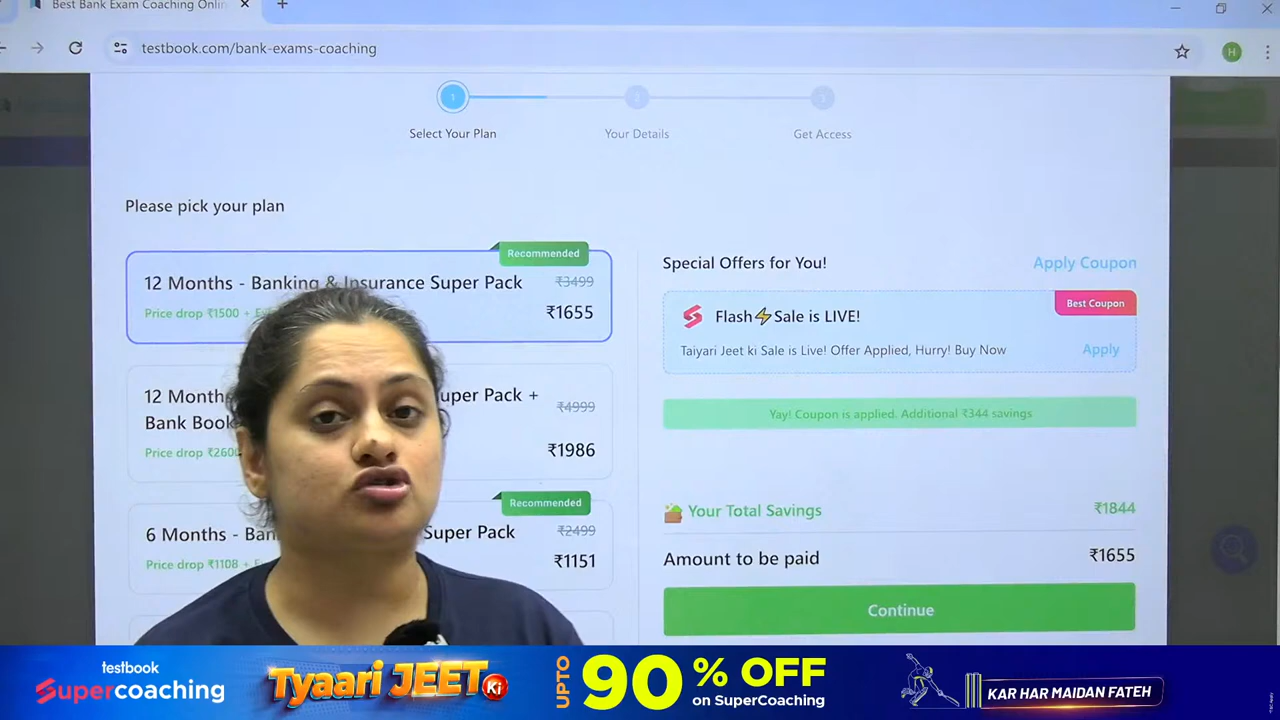 Best Bank Exam Coaching Onlin
testbook.com/bank-exams-coaching
H
1
2
3
Select Your Plan
Your Details
Get Access
Please pick your plan
Recommended
12 Months - Banking & Insurance Super Pack
₹3499
Price drop ₹1500 + Ex
₹1655
12 Month
uper Pack +
₹4999
Bank Book
Price drop ₹2600
₹1986
Recommended
6 Months - Ban
Super Pack
₹2499
Price drop ₹1108 + E
₹1151
Special Offers for You!
Apply Coupon
Best Coupon
Flash⚡Sale is LIVE!
Taiyari Jeet ki Sale is Live! Offer Applied, Hurry! Buy Now
Apply
Yay! Coupon is applied. Additional ₹344 savings
Your Total Savings
₹1844
Amount to be paid
₹1655
Continue
testbook
Supercoaching
Tyaari JEET Ki
UPTO 90% OFF
on SuperCoaching
KAR HAR MAIDAN FATEH